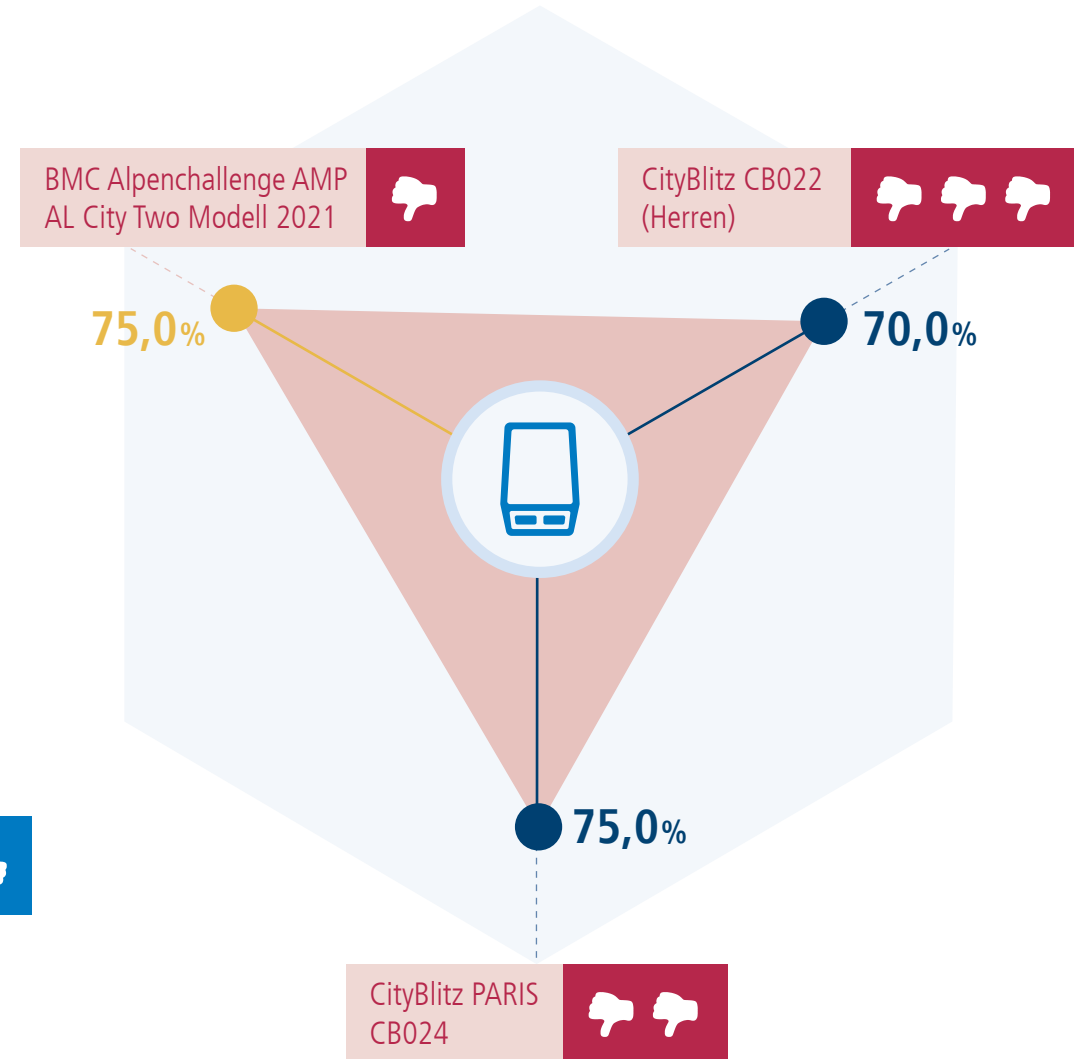 BMC Alpenchallenge AMP
AL City Two Modell 2021
CityBlitz CB022
(Herren)
75,0%
70,0%
75,0%
CityBlitz PARIS
CB024